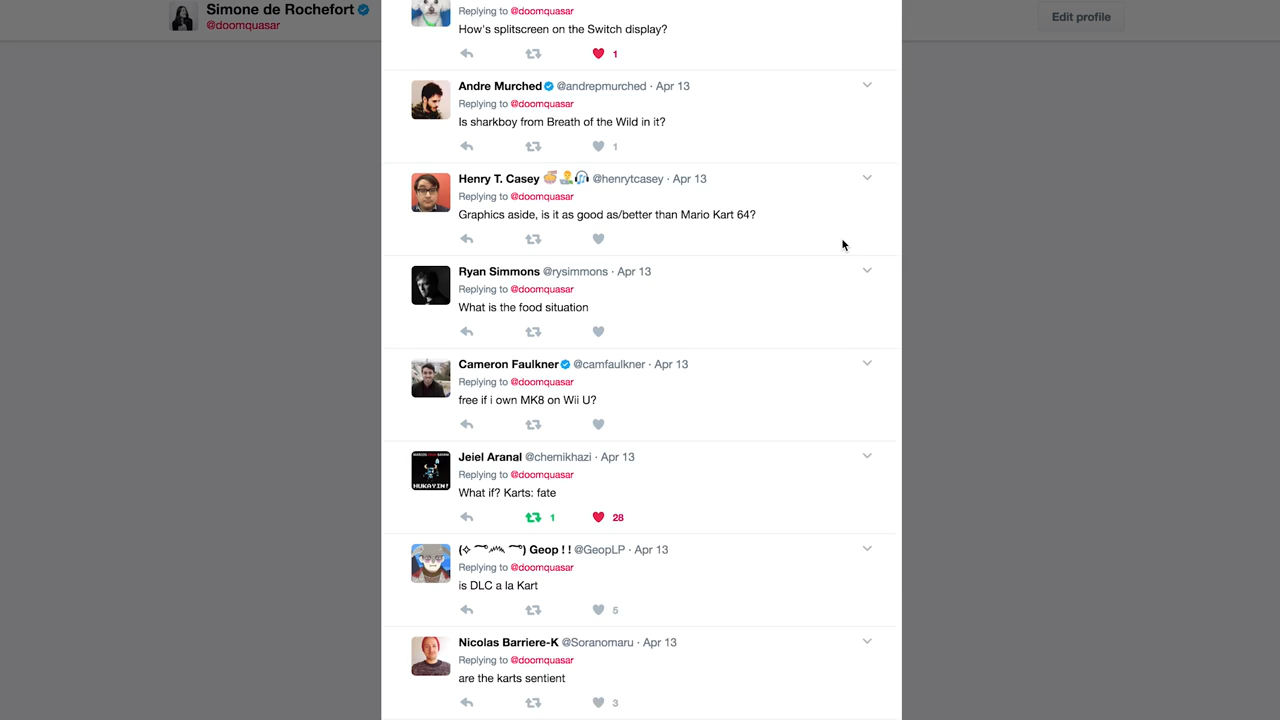 Simone de Rochefort
@doomquasar
Edit profile
Replying to @doomquasar
How's splitscreen on the Switch display?
1
Andre Murched @andrepmurched · Apr 13
Replying to @doomquasar
Is sharkboy from Breath of the Wild in it?
1
Henry T. Casey @henrytcasey · Apr 13
Replying to @doomquasar
Graphics aside, is it as good as/better than Mario Kart 64?
Ryan Simmons @rysimmons · Apr 13
Replying to @doomquasar
What is the food situation
Cameron Faulkner @camfaulkner · Apr 13
Replying to @doomquasar
free if i own MK8 on Wii U?
Jeiel Aranal @chemikhazi · Apr 13
Replying to @doomquasar
What if? Karts: fate
1 28
HUKAYIN!
Geop ! ! @GeopLP · Apr 13
Replying to @doomquasar
is DLC a la Kart
5
Nicolas Barriere-K @Soranomaru · Apr 13
Replying to @doomquasar
are the karts sentient
3